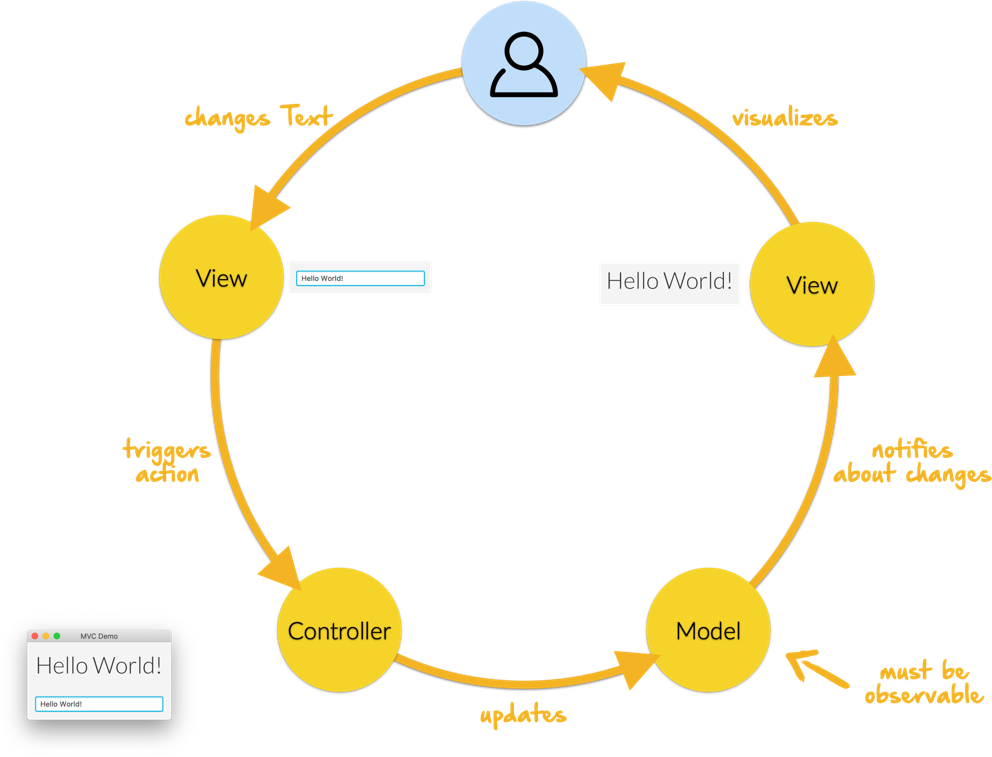 changes Text
visualizes
View
Hello World!
Hello World!
View
triggers
action
notifies
about changes
Controller
Model
MVC Demo
Hello World!
Hello World!
updates
must be
observable